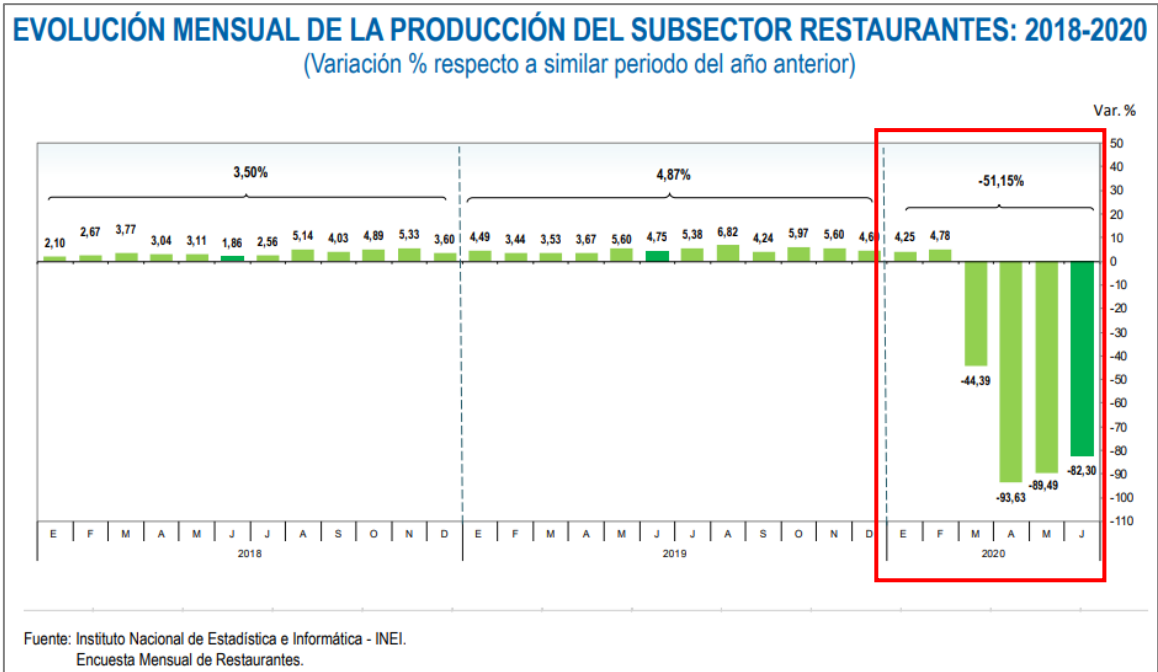 EVOLUCIÓN MENSUAL DE LA PRODUCCIÓN DEL SUBSECTOR RESTAURANTES: 2018-2020
(Variación % respecto a similar periodo del año anterior)
Var. %
3,50% 4,87% -51,15%
2,10 2,67 3,77 3,04 3,11 1,86 2,56 5,14 4,03 4,89 5,33 3,60 4,49 3,44 3,53 3,67 5,60 4,75 5,38 6,82 4,24 5,97 5,60 4,60 4,25 4,78
-44,39
-93,63
-89,49
-82,30
50
40
30
20
10
0
-10
-20
-30
-40
-50
-60
-70
-80
-90
-100
-110
E F M A M J J A S O N D E F M A M J J A S O N D E F M A M J
2018 2019 2020
Fuente: Instituto Nacional de Estadística e Informática - INEI.
Encuesta Mensual de Restaurantes.